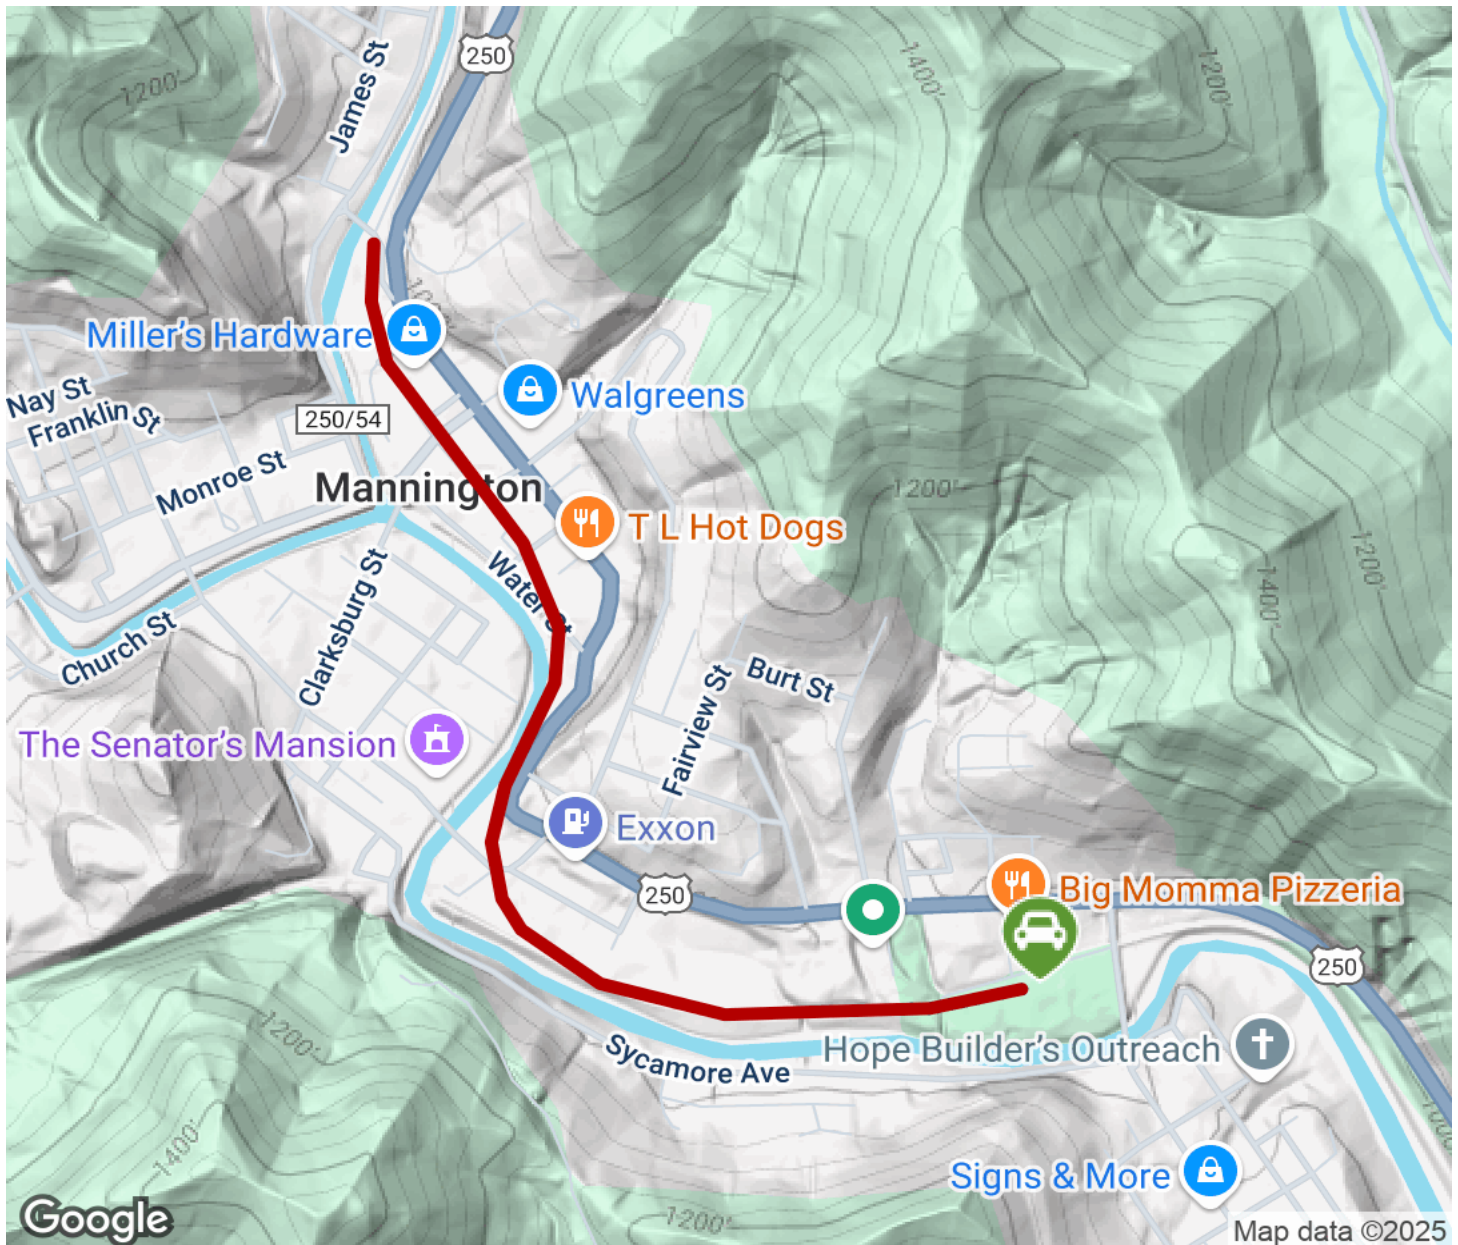 250
1200'
1400'
1200'
James St
1000'
Miller's Hardware
Walgreens
Nay St
Franklin St
250/54
Monroe St
Mannington
1200'
T L Hot Dogs
1200'
1400'
Water St
Clarksburg St
Church St
Burt St
Fairview St
The Senator's Mansion
Exxon
250
Big Momma Pizzeria
250
1200'
Sycamore Ave
Hope Builder's Outreach
1400'
Signs & More
1200'
Google
Map data ©2025